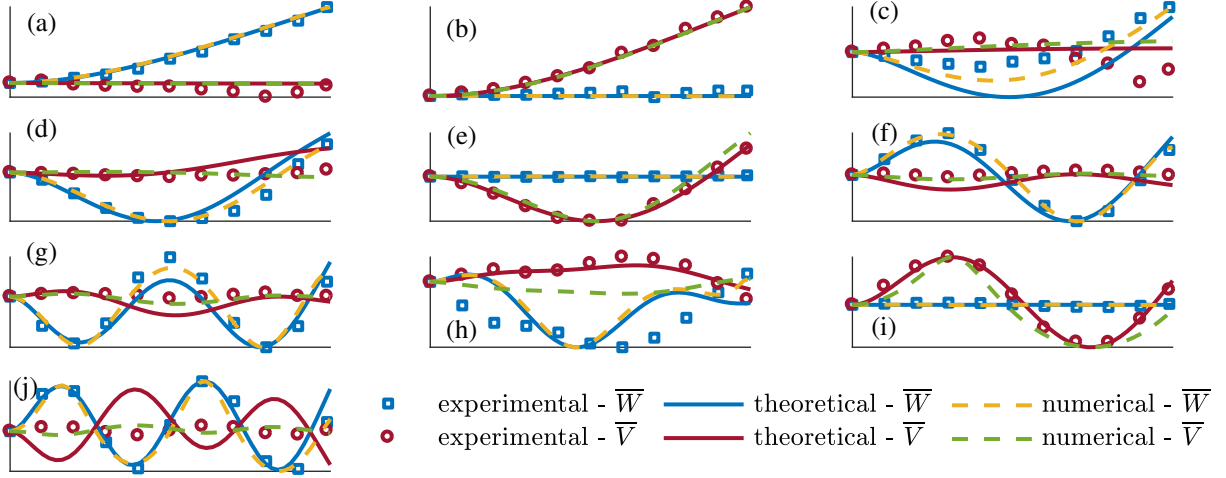 (a) (b) (c)
(d) (e) (f)
(g) (h) (i)
(j)
experimental - W̅ theoretical - W̅ numerical - W̅
experimental - V̅ theoretical - V̅ numerical - V̅